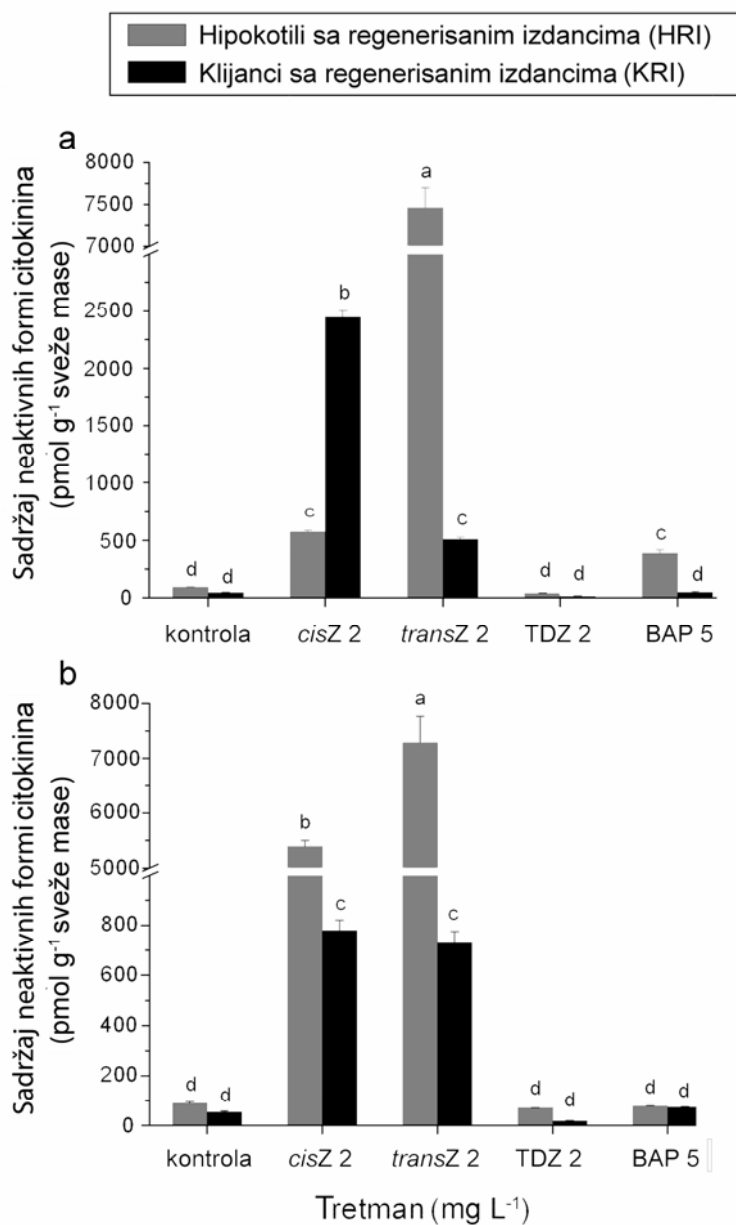 Hipokotili sa regenerisanim izdancima (HRI)
Klijanci sa regenerisanim izdancima (KRI)
a
Sadržaj neaktivnih formi citokinina
(pmol g⁻¹ sveže mase)
8000
7500
7000
2500
2000
1500
1000
500
0
d d
c b
a c
d d
c d
kontrola cisZ 2 transZ 2 TDZ 2 BAP 5
b
Sadržaj neaktivnih formi citokinina
(pmol g⁻¹ sveže mase)
8000
7000
6000
5000
800
600
400
200
0
d d
b c
a c
d d
d d
kontrola cisZ 2 transZ 2 TDZ 2 BAP 5
Tretman (mg L⁻¹)